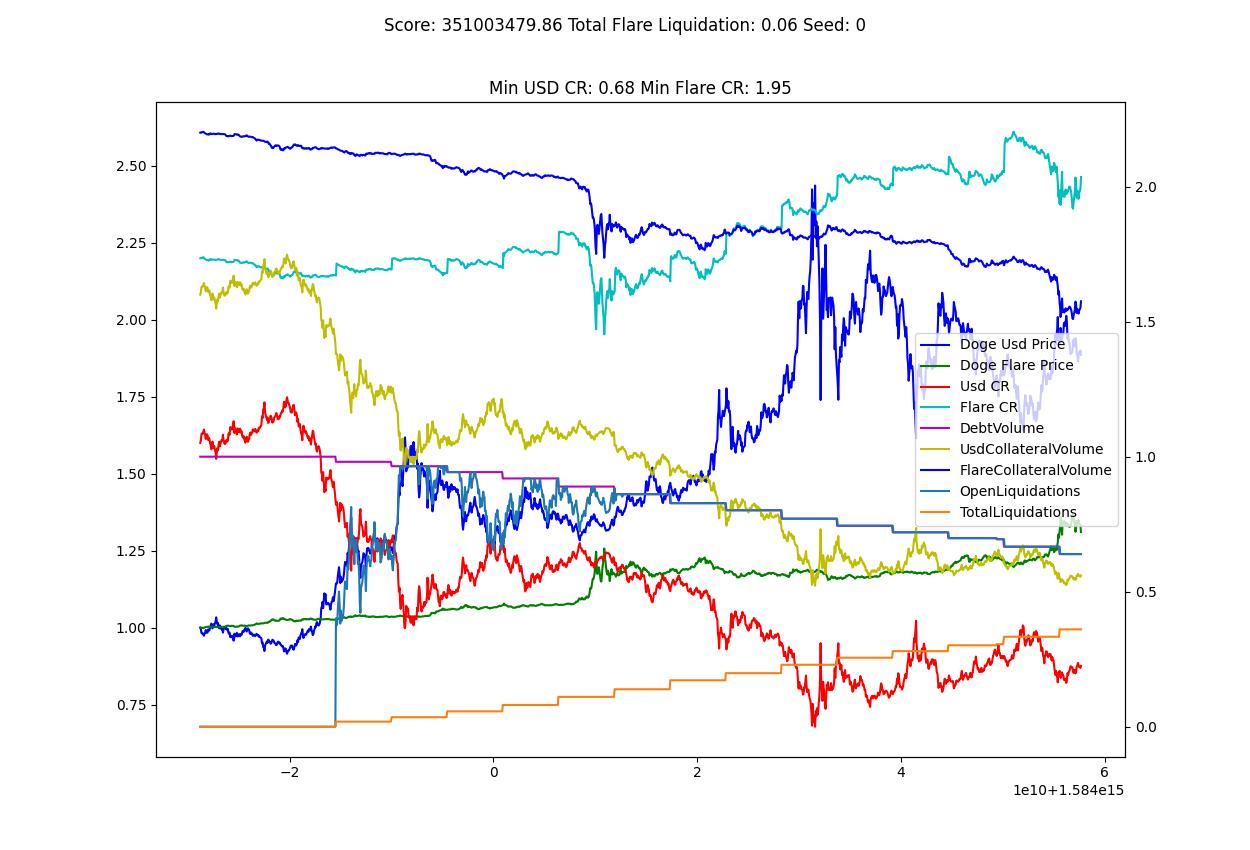 Score: 351003479.86 Total Flare Liquidation: 0.06 Seed: 0
Min USD CR: 0.68 Min Flare CR: 1.95
2.50
2.25
2.00
1.75
1.50
1.25
1.00
0.75
2.0
1.5
1.0
0.5
0.0
Doge Usd Price
Doge Flare Price
Usd CR
Flare CR
DebtVolume
UsdCollateralVolume
FlareCollateralVolume
OpenLiquidations
TotalLiquidations
−2 0 2 4 6
1e10+1.584e15